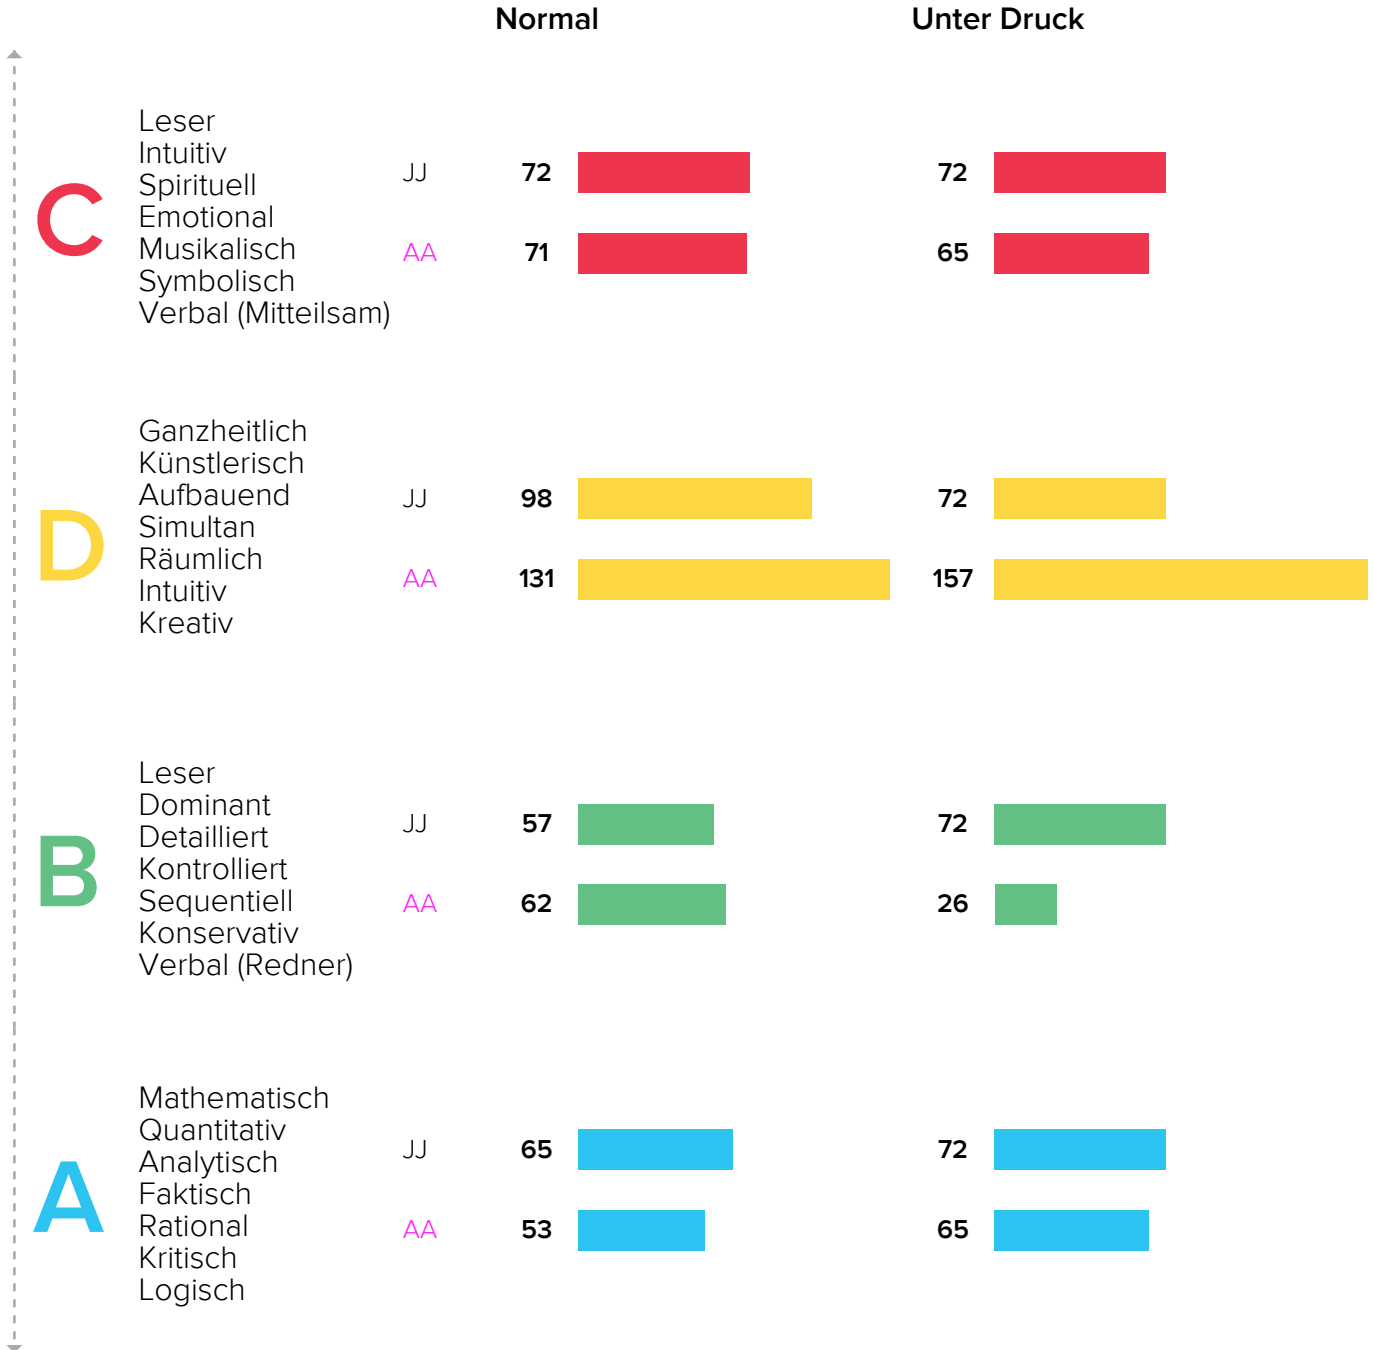 Normal Unter Druck
C
Leser
Intuitiv
Spirituell
Emotional
Musikalisch
Symbolisch
Verbal (Mitteilsam)
JJ 72 72
AA 71 65
D
Ganzheitlich
Künstlerisch
Aufbauend
Simultan
Räumlich
Intuitiv
Kreativ
JJ 98 72
AA 131 157
B
Leser
Dominant
Detailliert
Kontrolliert
Sequentiell
Konservativ
Verbal (Redner)
JJ 57 72
AA 62 26
A
Mathematisch
Quantitativ
Analytisch
Faktisch
Rational
Kritisch
Logisch
JJ 65 72
AA 53 65